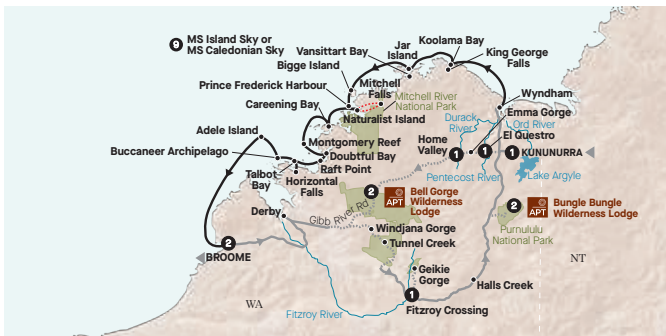 9 MS Island Sky or
MS Caledonian Sky
Vansittart Bay
Jar
Island
Koolama Bay
King George
Falls
Bigge Island
Mitchell
Falls
Prince Frederick Harbour
Mitchell River
National Park
Wyndham
Careening Bay
Naturalist Island
Durack
River
Emma Gorge
Ord River
El Questro
Adele Island
Montgomery Reef
Home
Valley
1
1
1 KUNUNURRA
Buccaneer Archipelago
Doubtful Bay
Raft Point
Talbot
Bay
Horizontal
Falls
Pentecost River
Lake Argyle
2 APT Bell Gorge
Wilderness
Lodge
2 APT Bungle Bungle
Wilderness Lodge
Derby
Gibb River RD
Windjana Gorge
Purnululu
National Park
Tunnel Creek
2
BROOME
Geikie
Gorge
NT
Halls Creek
WA
1
Fitzroy River
Fitzroy Crossing